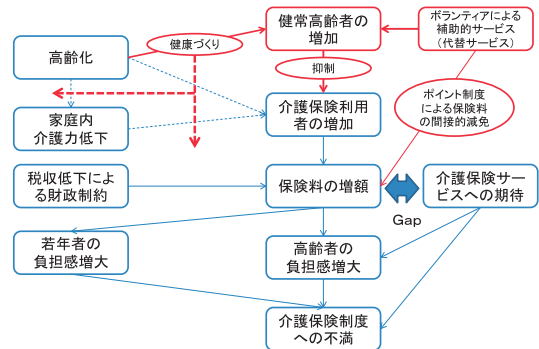 健常高齢者の
増加
ボランティアによる
補助的サービス
(代替サービス)
健康づくり
高齢化
抑制
家庭内
介護力低下
介護保険利用
者の増加
ポイント制度
による保険料
の間接的減免
税収低下によ
る財政制約
保険料の増額
介護保険サー
ビスへの期待
Gap
若年者の
負担感増大
高齢者の
負担感増大
介護保険制度
への不満